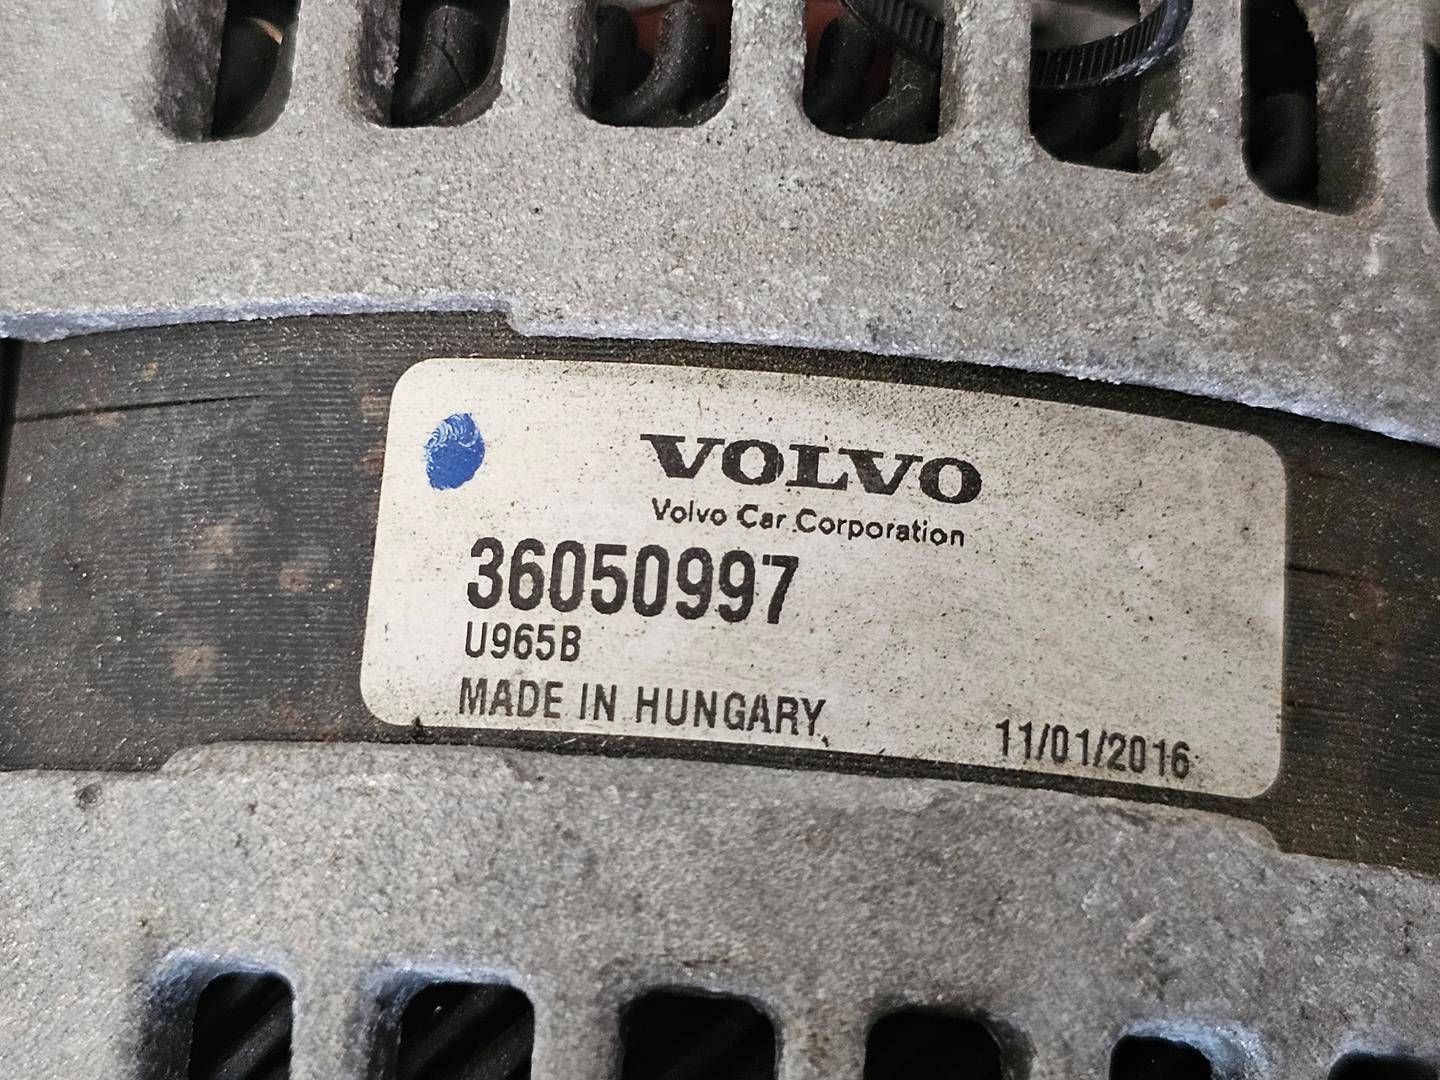 VOLVO
Volvo Car Corporation
36050997
U965B
MADE IN HUNGARY
11/01/2016